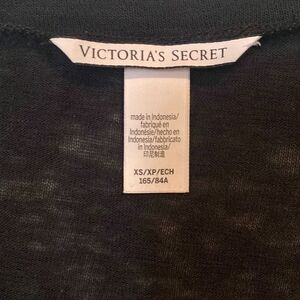 VICTORIA'S SECRET
made in Indonesia/
fabriqué en
Indonésie/hecho en
Indonesia/fabbricato
in Indonesia/
印尼制造
XS/XP/ECH
165/84A